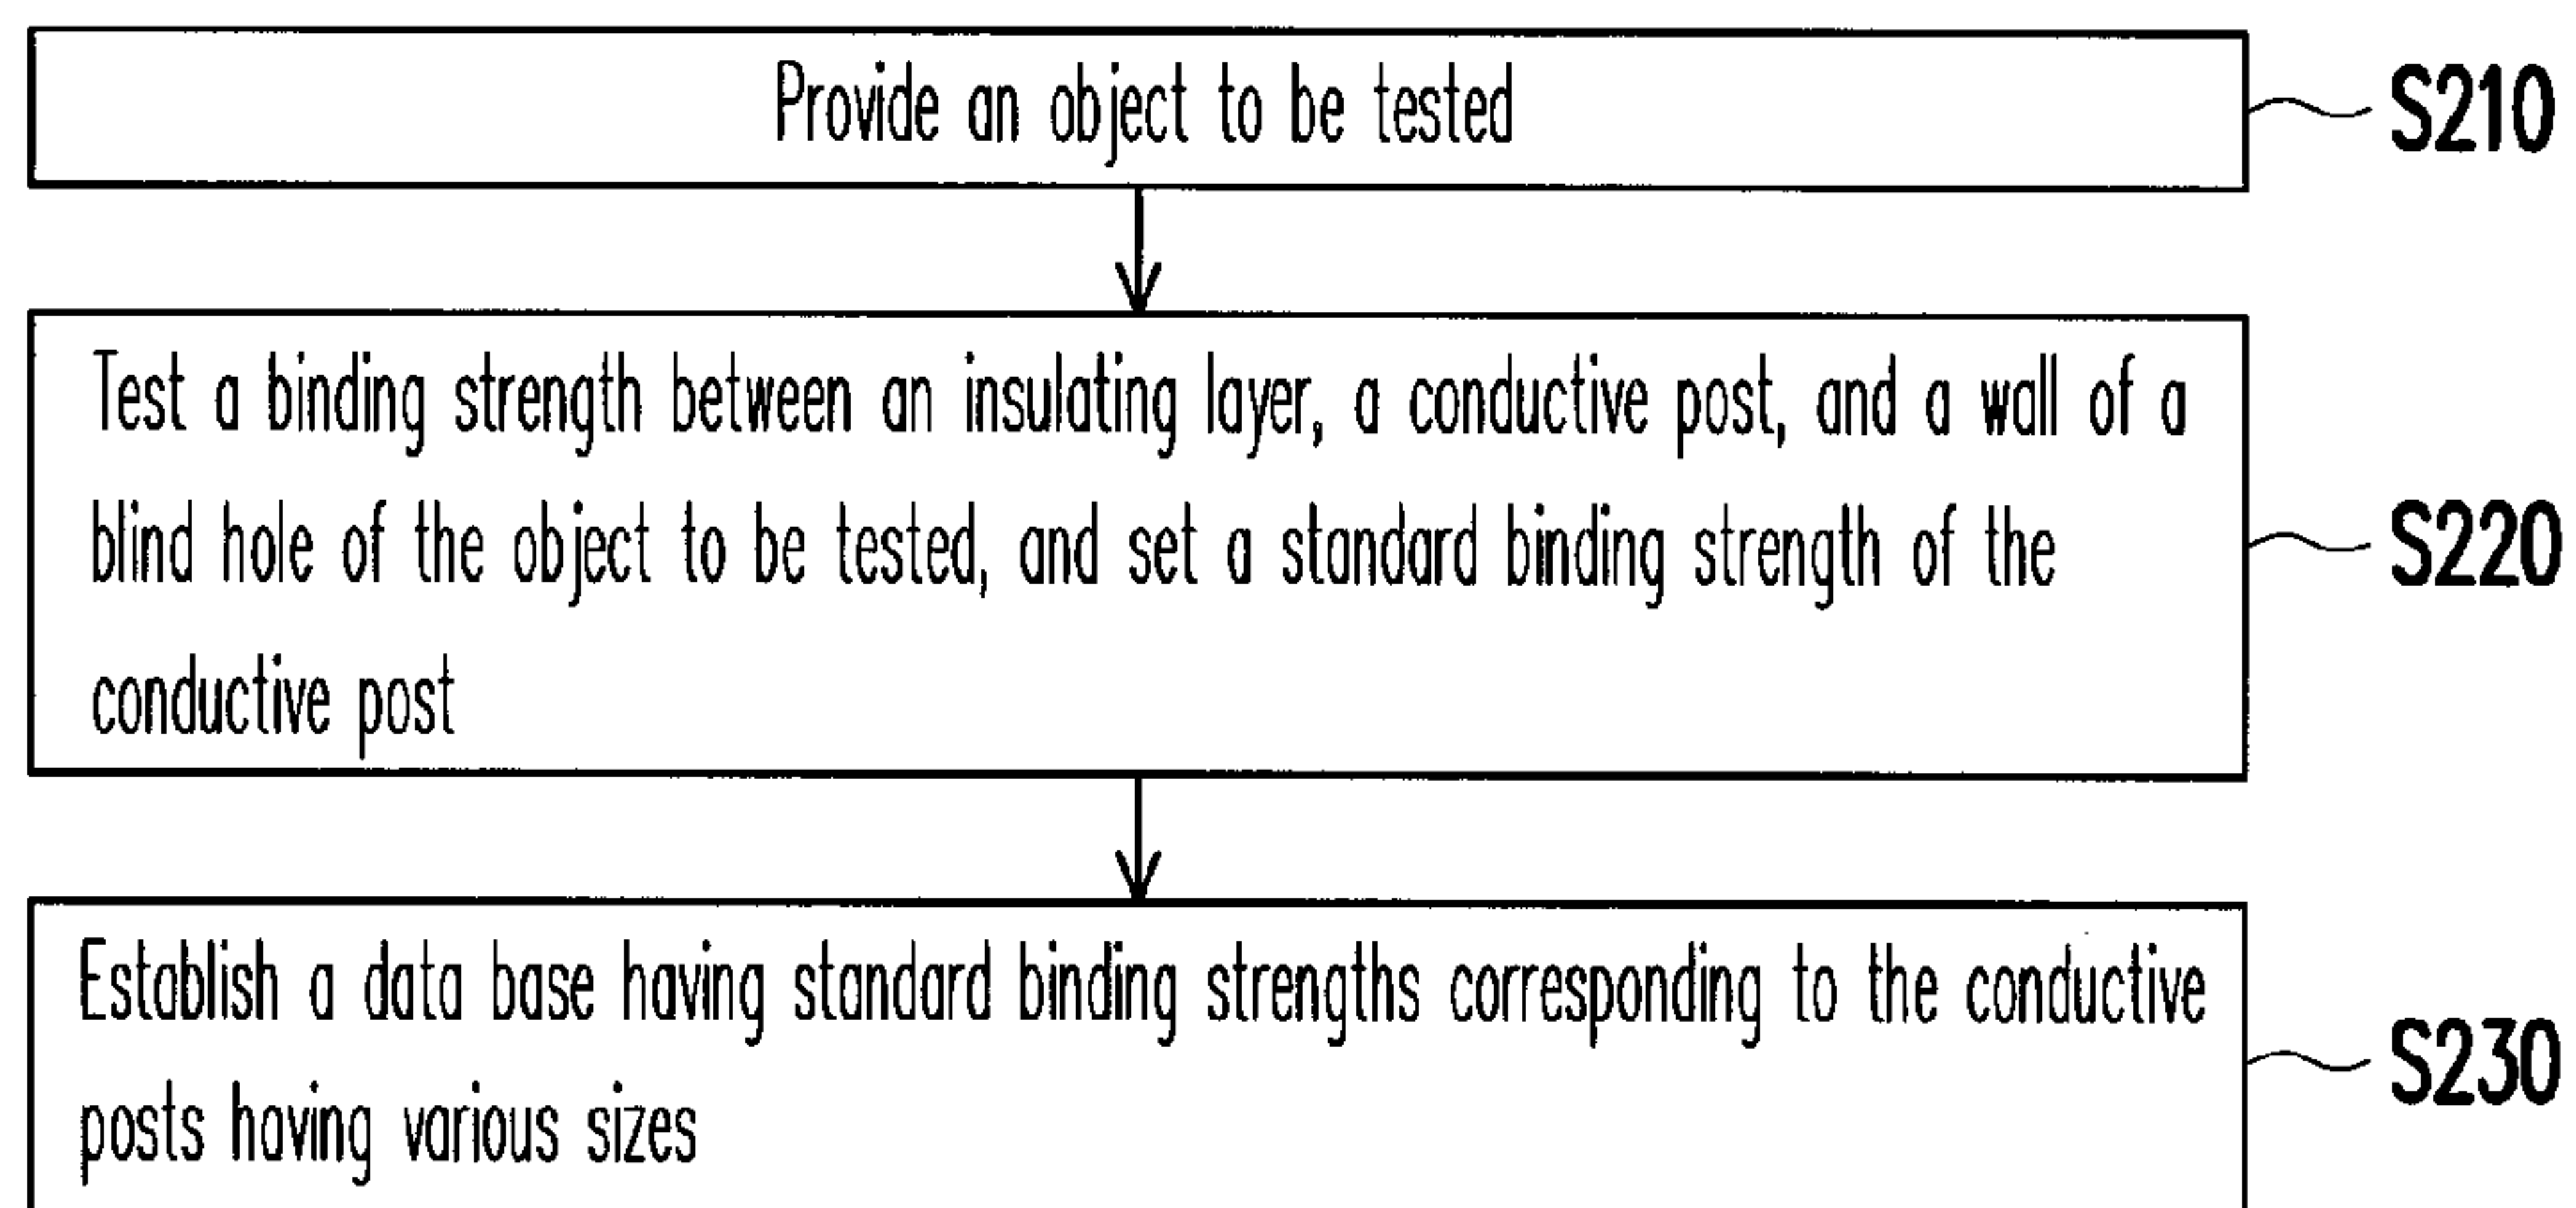 Provide an object to be tested
S210
Test a binding strength between an insulating layer, a conductive post, and a wall of a
blind hole of the object to be tested, and set a standard binding strength of the
conductive post
S220
Establish a data base having standard binding strengths corresponding to the conductive
posts having various sizes
S230